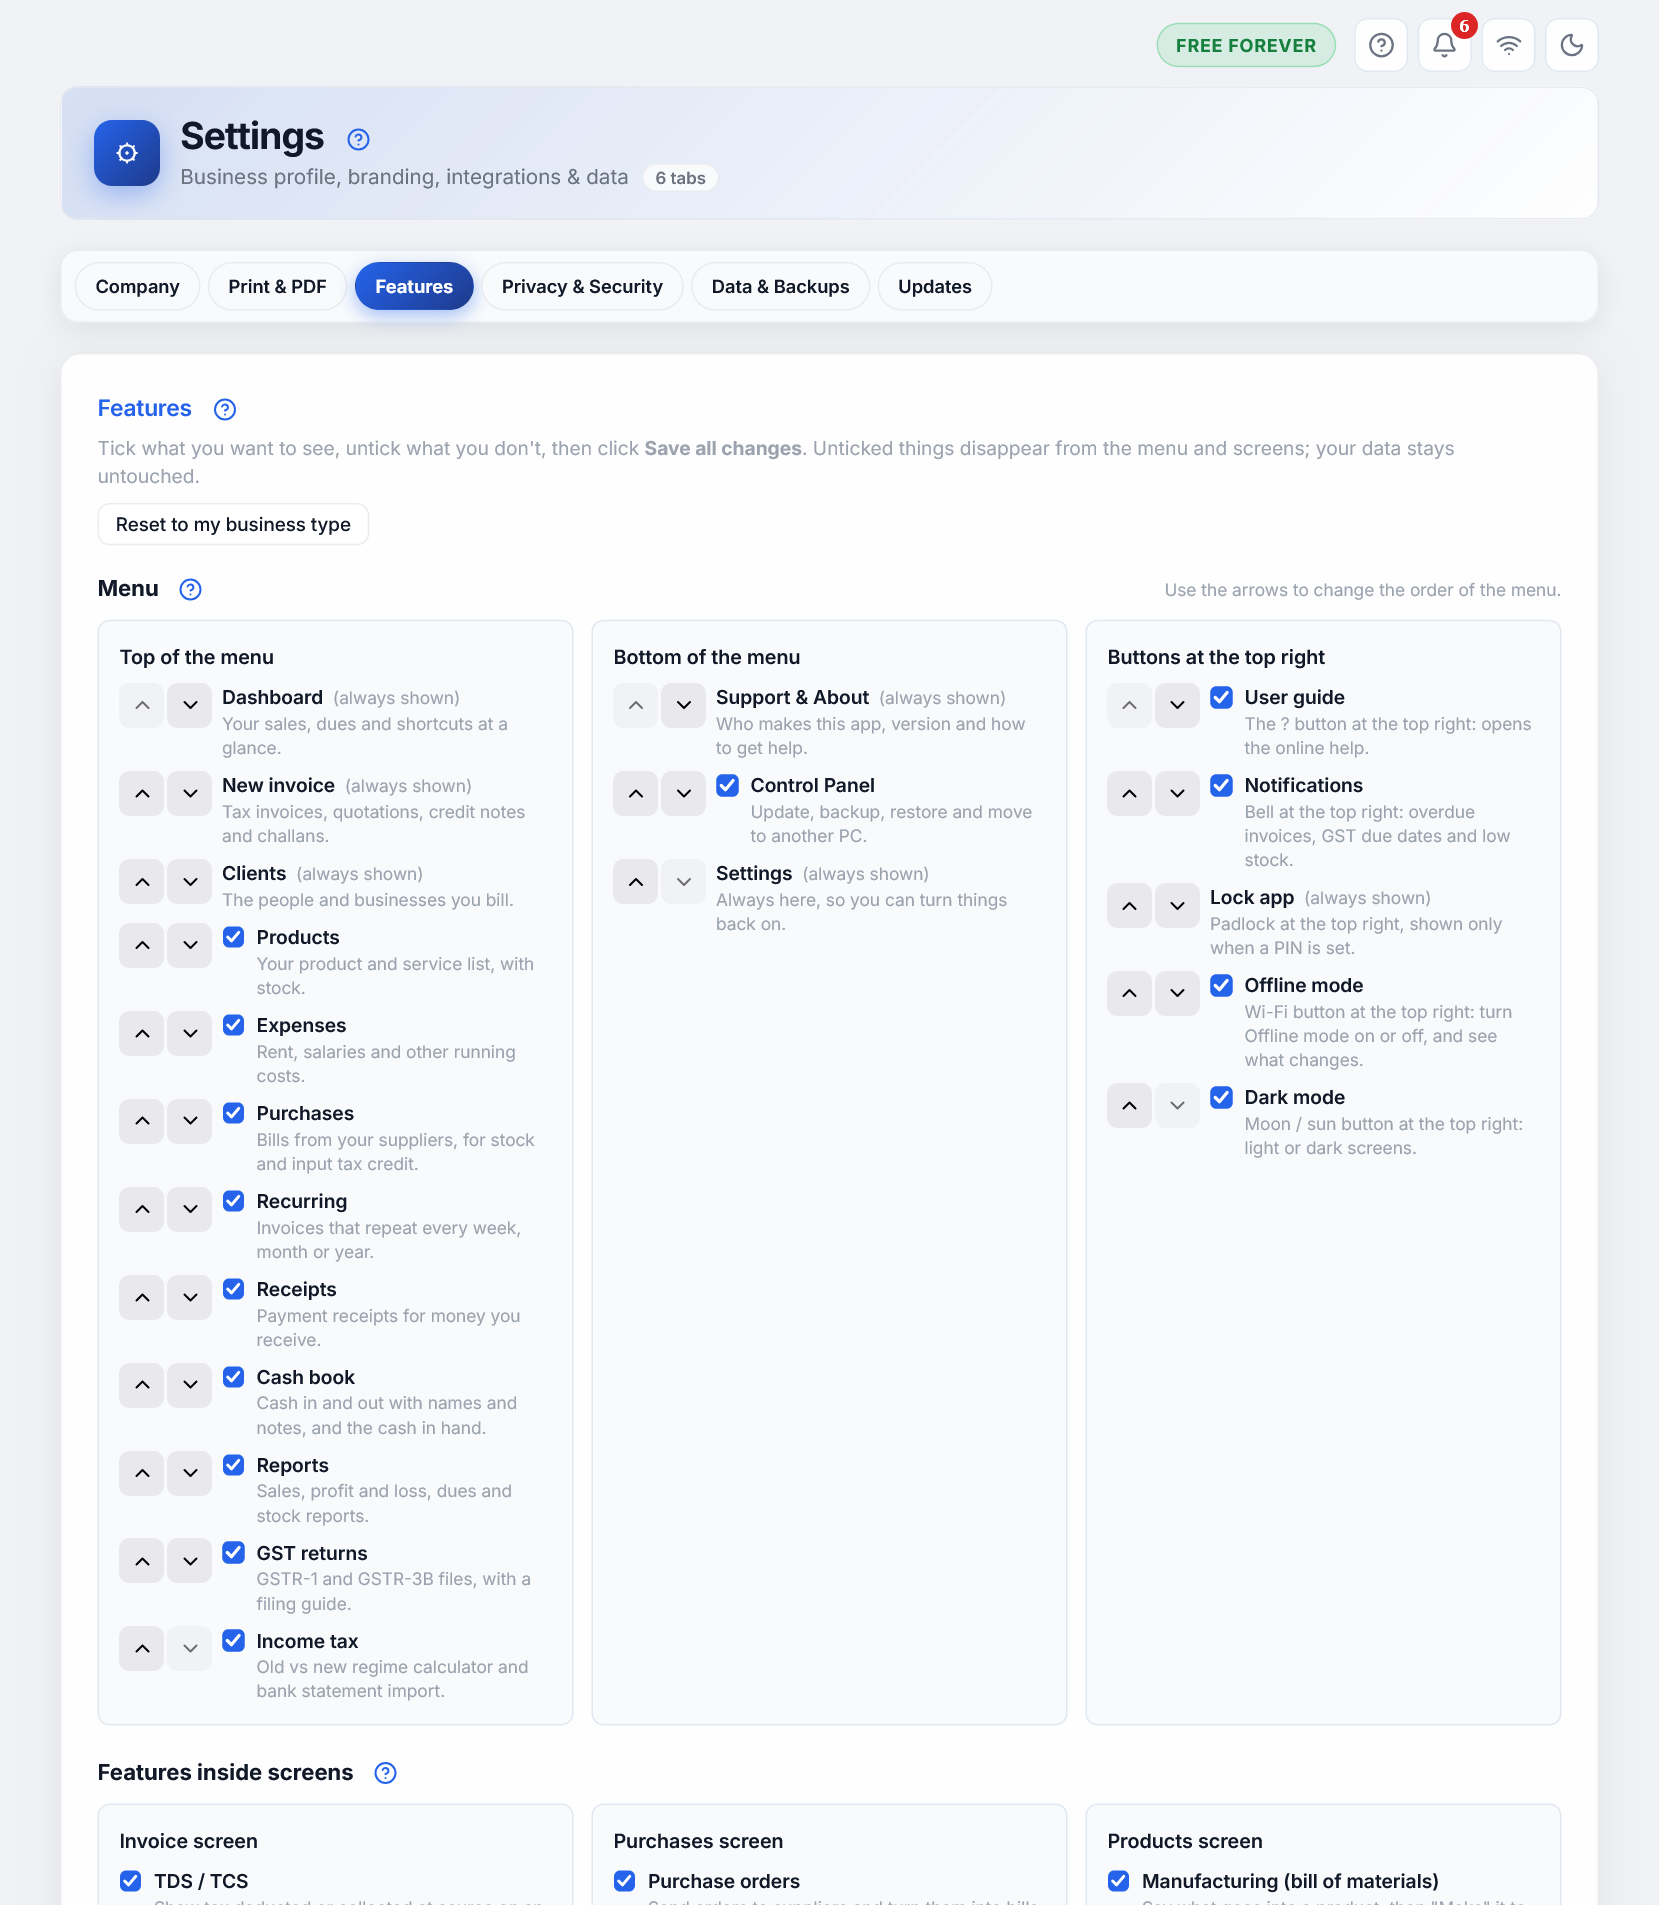 FREE FOREVER
6
Settings
Business profile, branding, integrations & data 6 tabs
Company Print & PDF Features Privacy & Security Data & Backups Updates
Features
Tick what you want to see, untick what you don't, then click Save all changes. Unticked things disappear from the menu and screens; your data stays
untouched.
Reset to my business type
Menu
Use the arrows to change the order of the menu.
Top of the menu
Dashboard (always shown)
Your sales, dues and shortcuts at a
glance.
New invoice (always shown)
Tax invoices, quotations, credit notes
and challans.
Clients (always shown)
The people and businesses you bill.
Products
Your product and service list, with
stock.
Expenses
Rent, salaries and other running
costs.
Purchases
Bills from your suppliers, for stock
and input tax credit.
Recurring
Invoices that repeat every week,
month or year.
Receipts
Payment receipts for money you
receive.
Cash book
Cash in and out with names and
notes, and the cash in hand.
Reports
Sales, profit and loss, dues and
stock reports.
GST returns
GSTR-1 and GSTR-3B files, with a
filing guide.
Income tax
Old vs new regime calculator and
bank statement import.
Bottom of the menu
Support & About (always shown)
Who makes this app, version and how
to get help.
Control Panel
Update, backup, restore and move
to another PC.
Settings (always shown)
Always here, so you can turn things
back on.
Buttons at the top right
User guide
The ? button at the top right: opens
the online help.
Notifications
Bell at the top right: overdue
invoices, GST due dates and low
stock.
Lock app (always shown)
Padlock at the top right, shown only
when a PIN is set.
Offline mode
Wi-Fi button at the top right: turn
Offline mode on or off, and see
what changes.
Dark mode
Moon / sun button at the top right:
light or dark screens.
Features inside screens
Invoice screen
TDS / TCS
Purchases screen
Purchase orders
Products screen
Manufacturing (bill of materials)